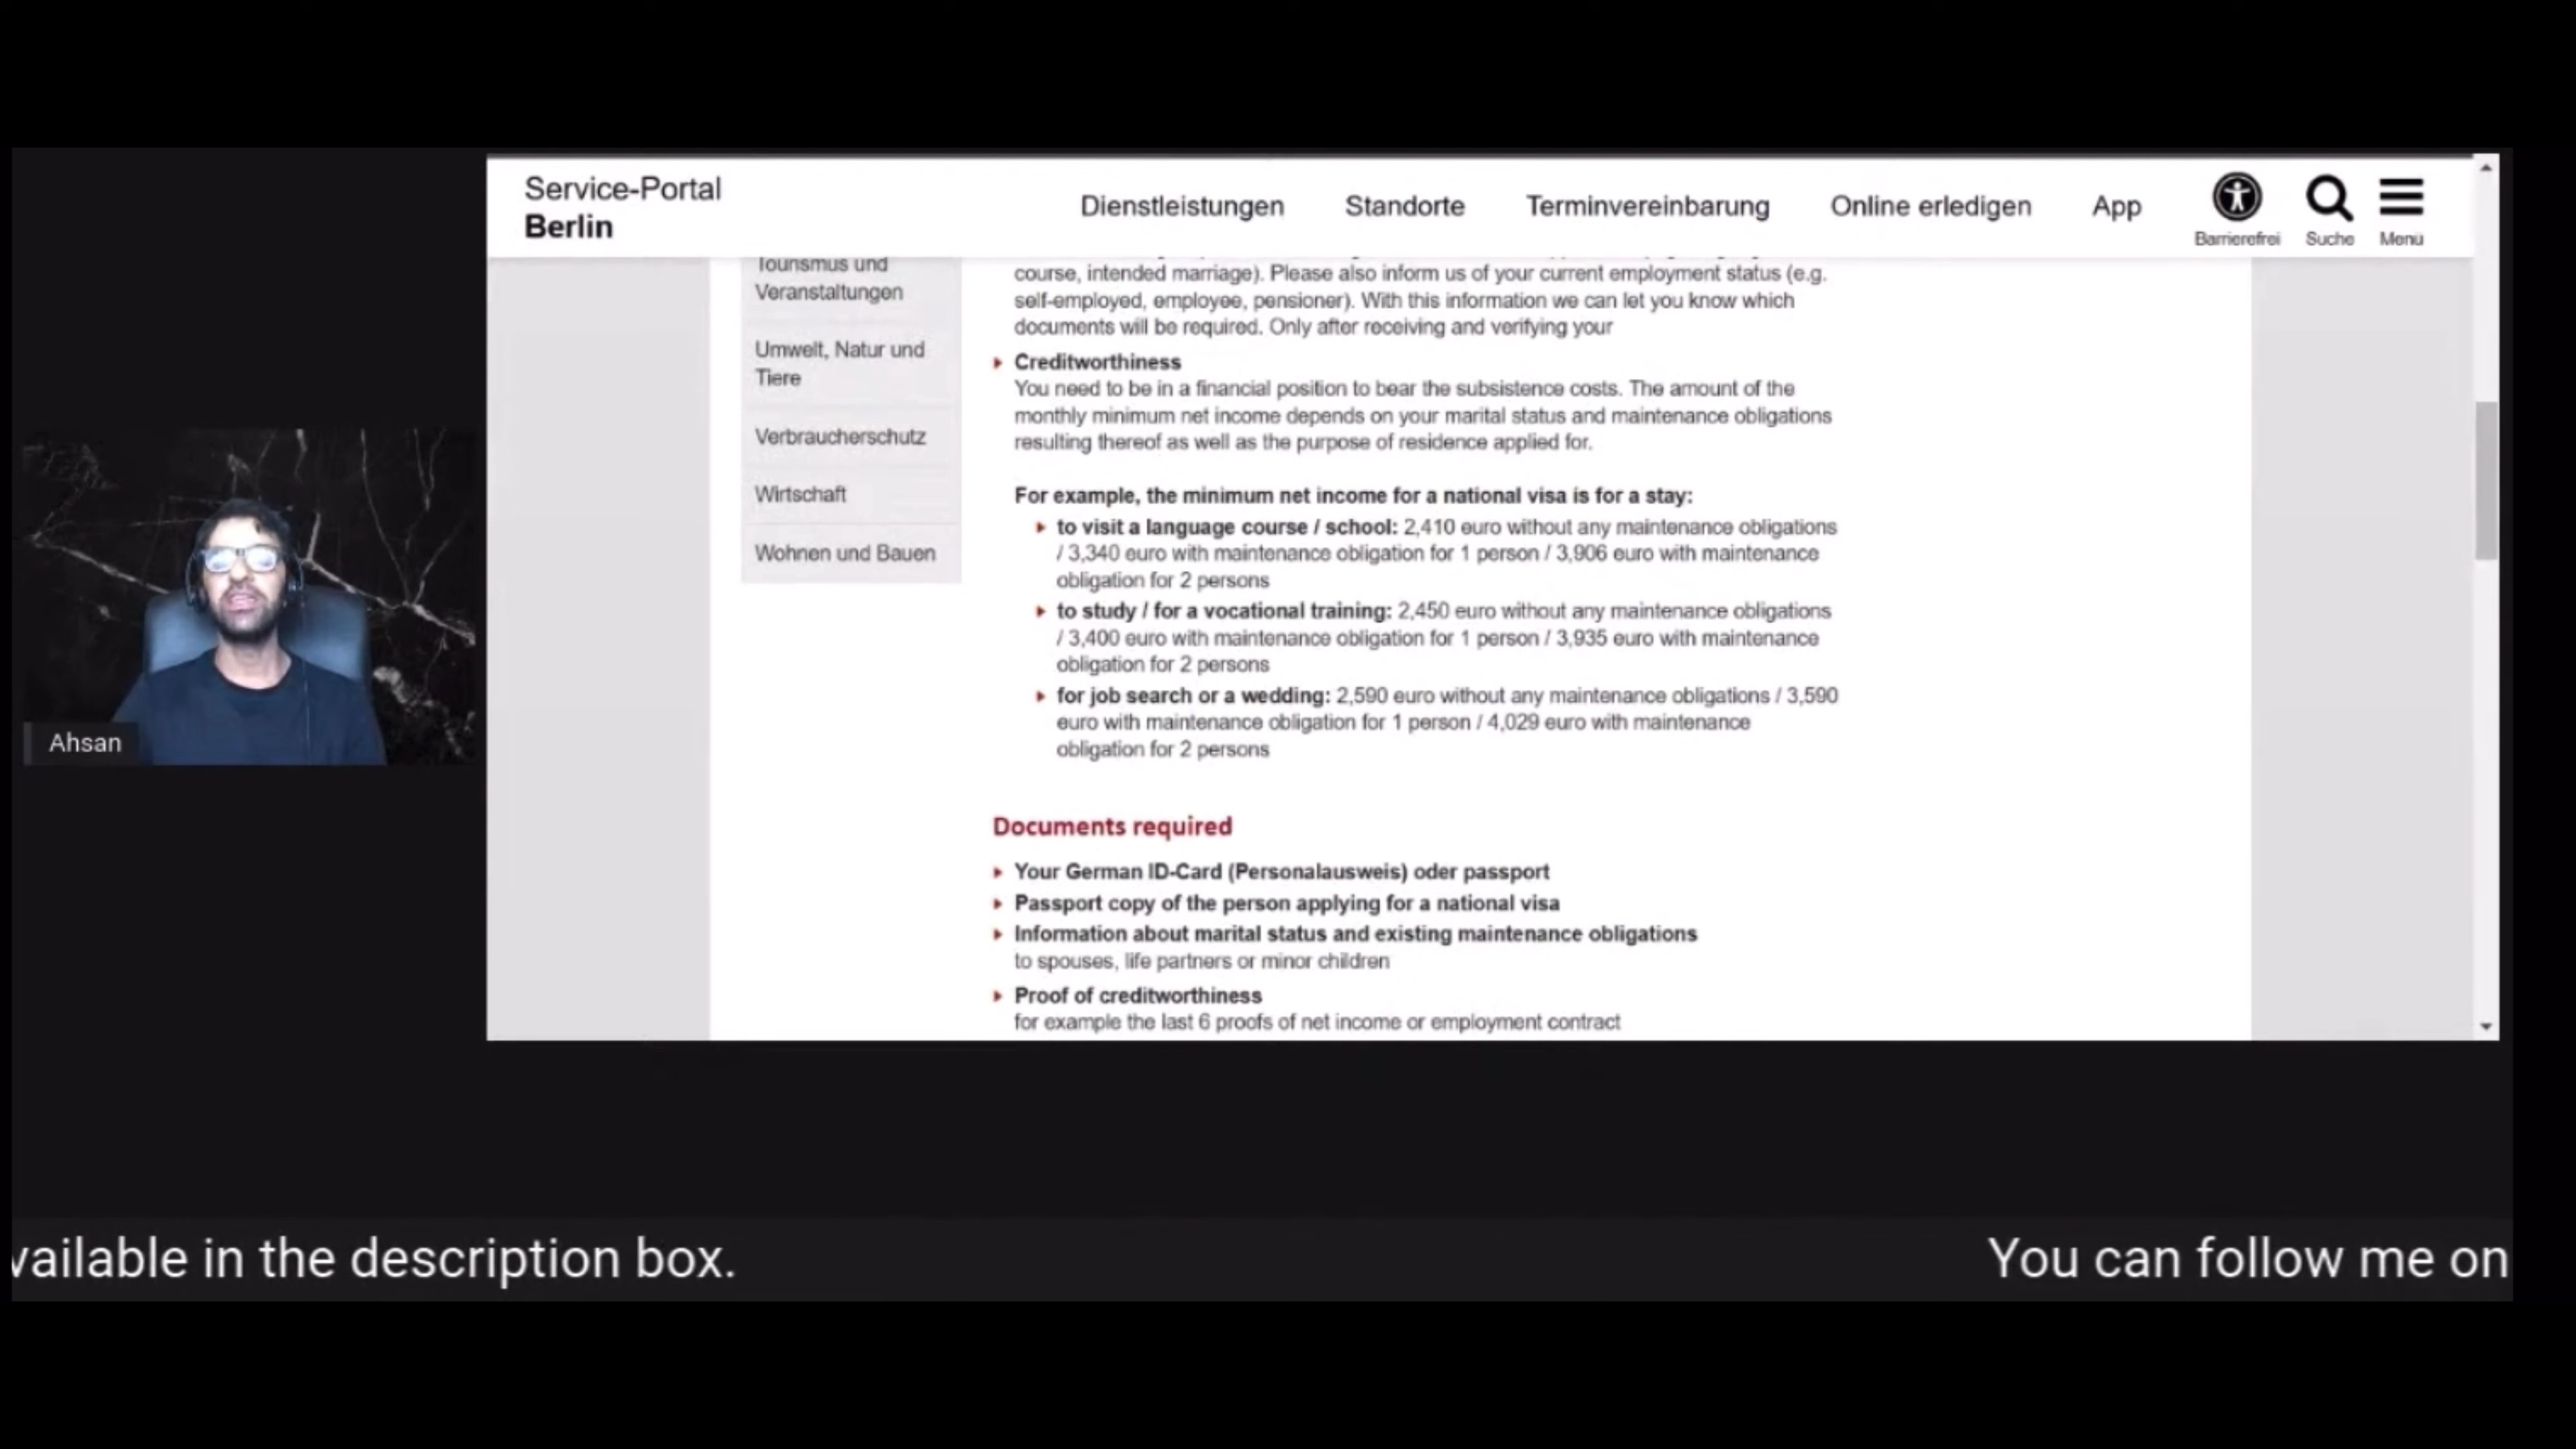 Service-Portal
Berlin
Dienstleistungen
Standorte
Terminvereinbarung
Online erledigen
App
Barrierefrei
Suche
Menü
Tourismus und
Veranstaltungen
Umwelt, Natur und
Tiere
Verbraucherschutz
Wirtschaft
Wohnen und Bauen
course, intended marriage). Please also inform us of your current employment status (e.g.
self-employed, employee, pensioner). With this information we can let you know which
documents will be required. Only after receiving and verifying your
Creditworthiness
You need to be in a financial position to bear the subsistence costs. The amount of the
monthly minimum net income depends on your marital status and maintenance obligations
resulting thereof as well as the purpose of residence applied for.
For example, the minimum net income for a national visa is for a stay:
to visit a language course / school: 2,410 euro without any maintenance obligations
/ 3,340 euro with maintenance obligation for 1 person / 3,906 euro with maintenance
obligation for 2 persons
to study / for a vocational training: 2,450 euro without any maintenance obligations
/ 3,400 euro with maintenance obligation for 1 person / 3,935 euro with maintenance
obligation for 2 persons
for job search or a wedding: 2,590 euro without any maintenance obligations / 3,590
euro with maintenance obligation for 1 person / 4,029 euro with maintenance
obligation for 2 persons
Documents required
Your German ID-Card (Personalausweis) oder passport
Passport copy of the person applying for a national visa
Information about marital status and existing maintenance obligations
to spouses, life partners or minor children
Proof of creditworthiness
for example the last 6 proofs of net income or employment contract
Ahsan
vailable in the description box.
You can follow me on